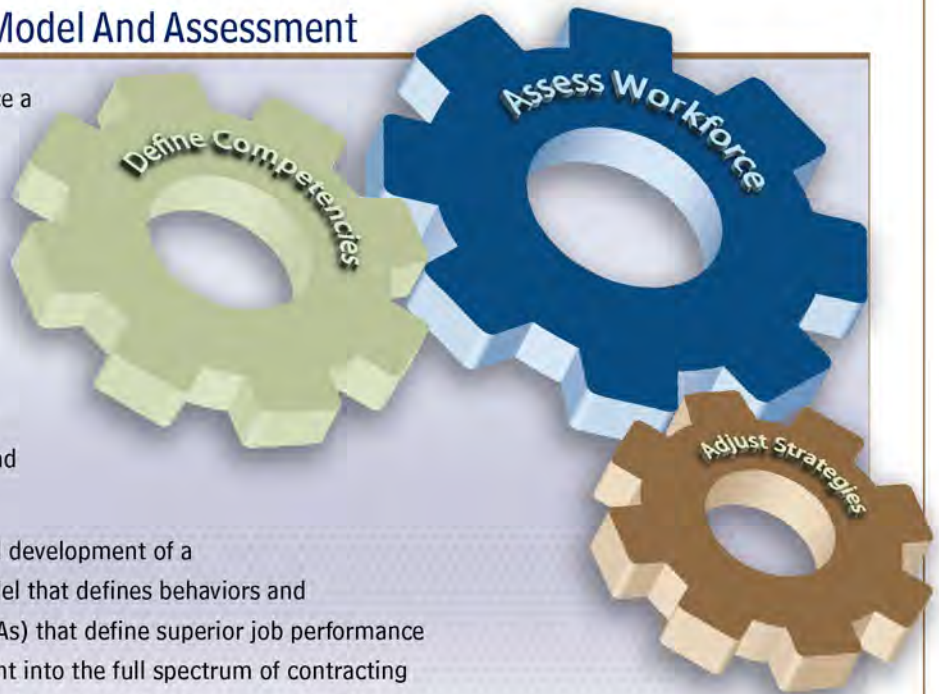 Model And Assessment
ce a
Define Competencies
Assess Workforce
Adjust Strategies
nd
development of a
el that defines behaviors and
As) that define superior job performance
nt into the full spectrum of contracting